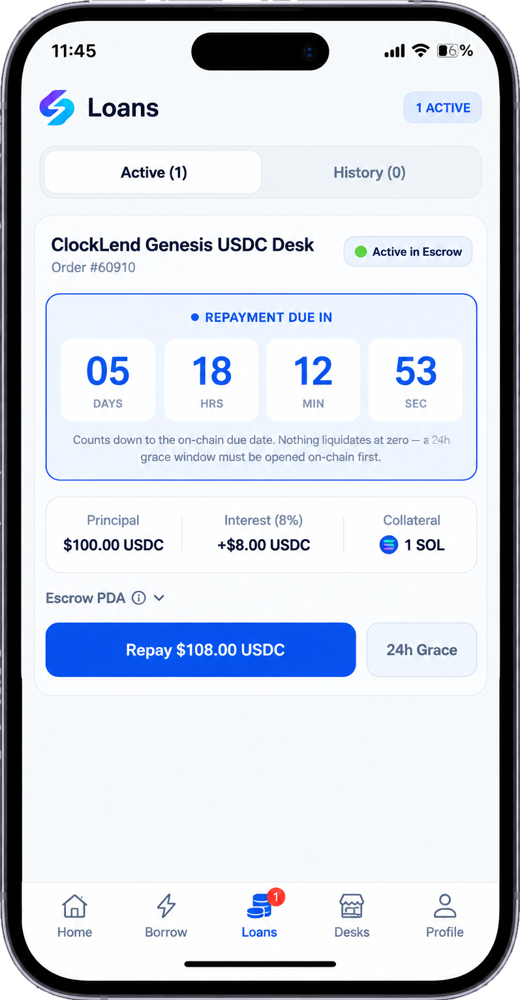 11:45
6%
Loans
1 ACTIVE
Active (1)
History (0)
ClockLend Genesis USDC Desk
Order #60910
Active in Escrow
REPAYMENT DUE IN
05
18
12
53
DAYS
HRS
MIN
SEC
Counts down to the on-chain due date. Nothing liquidates at zero — a 24h
grace window must be opened on-chain first.
Principal
Interest (8%)
Collateral
$100.00 USDC
+$8.00 USDC
1 SOL
Escrow PDA
Repay $108.00 USDC
24h Grace
1
Home
Borrow
Loans
Desks
Profile